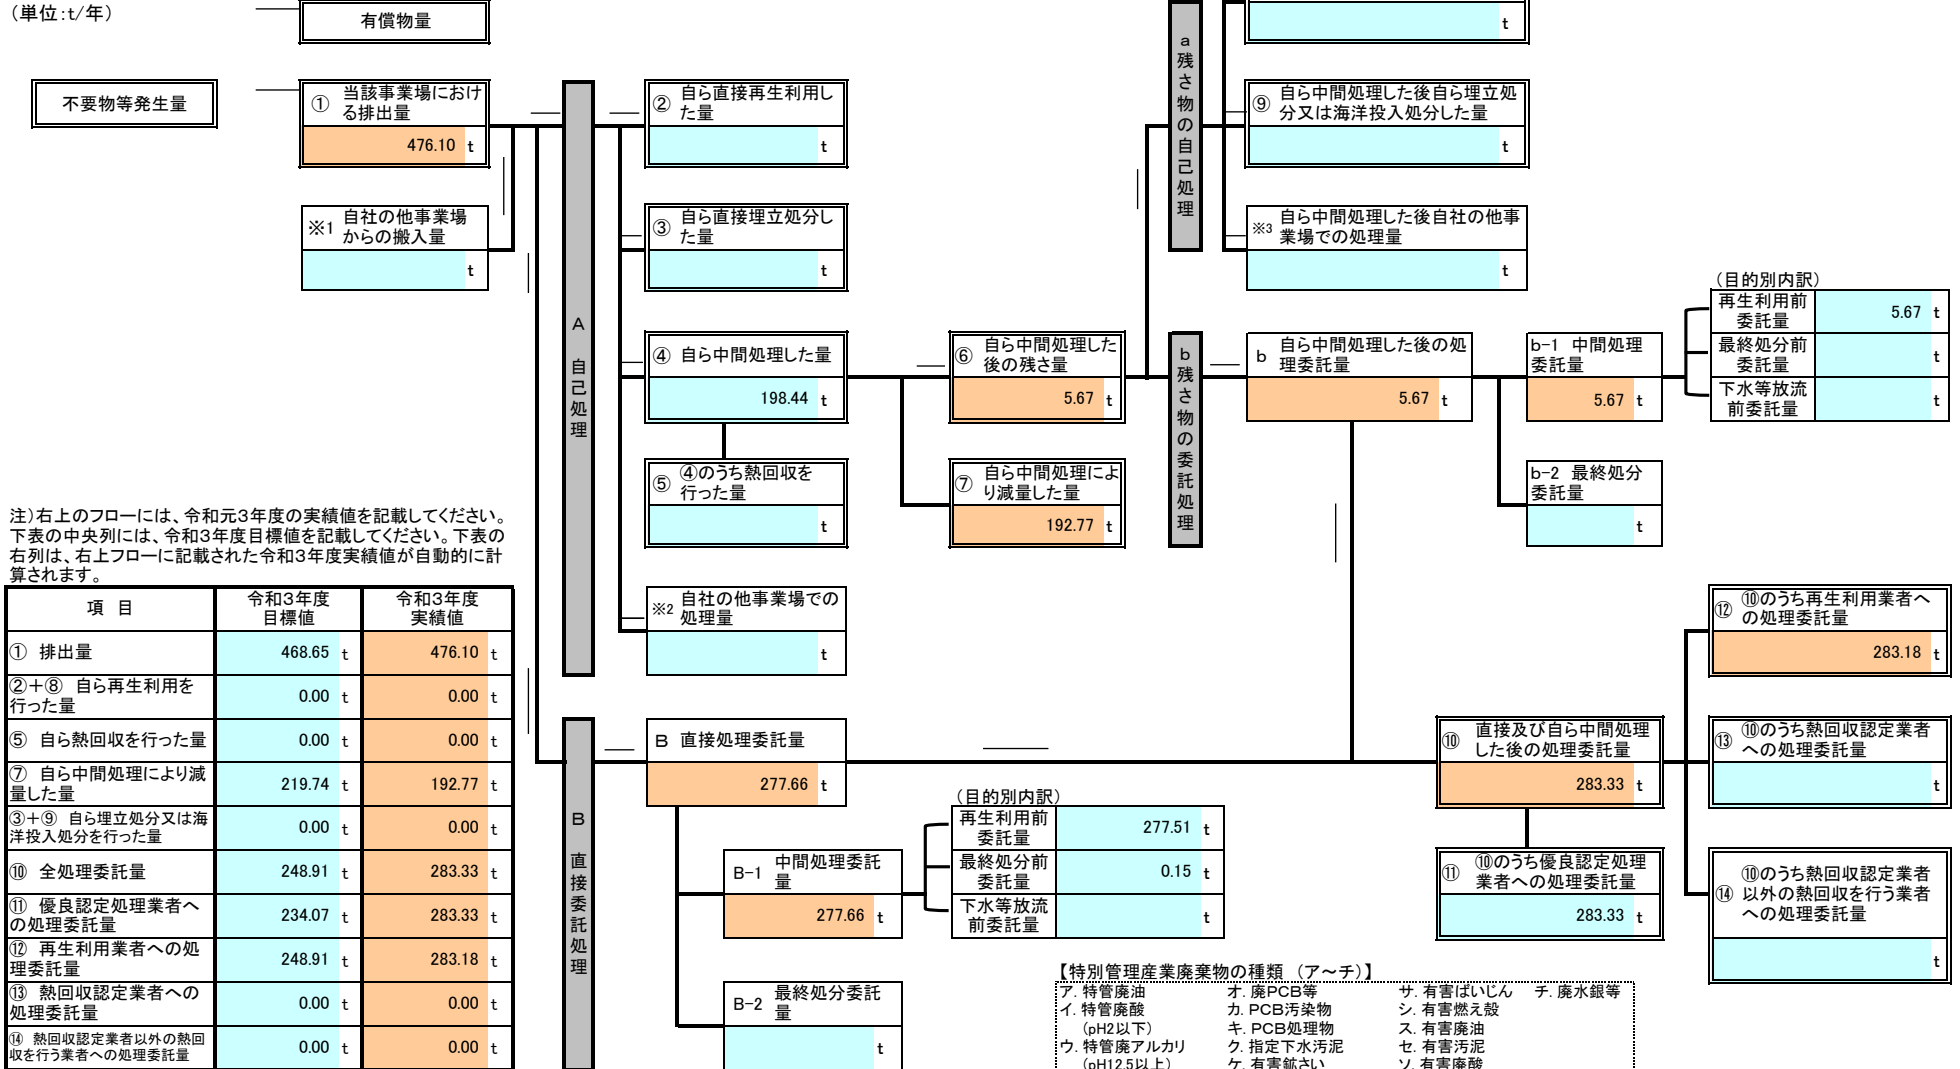 (単位:t/年)
有償物量
t
不要物等発生量
① 当該事業場におけ
る排出量
476.10 t
※1 自社の他事業場
からの搬入量
t
A 自己処理
② 自ら直接再生利用し
た量
t
③ 自ら直接埋立処分し
た量
t
④ 自ら中間処理した量
198.44 t
⑤ ④のうち熱回収を
行った量
t
※2 自社の他事業場での
処理量
t
⑥ 自ら中間処理した
後の残さ量
5.67 t
⑦ 自ら中間処理によ
り減量した量
192.77 t
a 残さ物の自己処理
⑨ 自ら中間処理した後自ら埋立処
分又は海洋投入処分した量
t
※3 自ら中間処理した後自社の他事
業場での処理量
t
b 残さ物の委託処理
b 自ら中間処理した後の処
理委託量
5.67 t
b-1 中間処理
委託量
5.67 t
b-2 最終処分
委託量
t
(目的別内訳)
再生利用前
委託量
5.67 t
最終処分前
委託量
t
下水等放流
前委託量
t
注)右上のフローには、令和元3年度の実績値を記載してください。
下表の中央列には、令和3年度目標値を記載してください。下表の
右列は、右上フローに記載された令和3年度実績値が自動的に計
算されます。
項 目 令和3年度 目標値 令和3年度 実績値
① 排出量 468.65 t 476.10 t
②+⑧ 自ら再生利用を
行った量 0.00 t 0.00 t
⑤ 自ら熱回収を行った量 0.00 t 0.00 t
⑦ 自ら中間処理により減
量した量 219.74 t 192.77 t
③+⑨ 自ら埋立処分又は海
洋投入処分を行った量 0.00 t 0.00 t
⑩ 全処理委託量 248.91 t 283.33 t
⑪ 優良認定処理業者へ
の処理委託量 234.07 t 283.33 t
⑫ 再生利用業者への処
理委託量 248.91 t 283.18 t
⑬ 熱回収認定業者への
処理委託量 0.00 t 0.00 t
⑭ 熱回収認定業者以外の熱回
収を行う業者への処理委託量 0.00 t 0.00 t
B 直接委託処理
B 直接処理委託量
277.66 t
B-1 中間処理委託
量
277.66 t
B-2 最終処分委託
量
t
(目的別内訳)
再生利用前
委託量
277.51 t
最終処分前
委託量
0.15 t
下水等放流
前委託量
t
⑩ 直接及び自ら中間処理
した後の処理委託量
283.33 t
⑪ ⑩のうち優良認定処理
業者への処理委託量
283.33 t
⑫ ⑩のうち再生利用業者へ
の処理委託量
283.18 t
⑬ ⑩のうち熱回収認定業者
への処理委託量
t
⑭ ⑩のうち熱回収認定業者
以外の熱回収を行う業者
への処理委託量
t
【特別管理産業廃棄物の種類 (ア~チ)】
ア. 特管廃油 オ. 廃PCB等 サ. 有害ばいじん チ. 廃水銀等
イ. 特管廃酸 カ. PCB汚染物 シ. 有害燃え殻
(pH2以下) キ. PCB処理物 ス. 有害廃油
ウ. 特管廃アルカリ ク. 指定下水汚泥 セ. 有害汚泥
(pH12.5以上) ケ. 有害鉱さい ソ. 有害廃酸